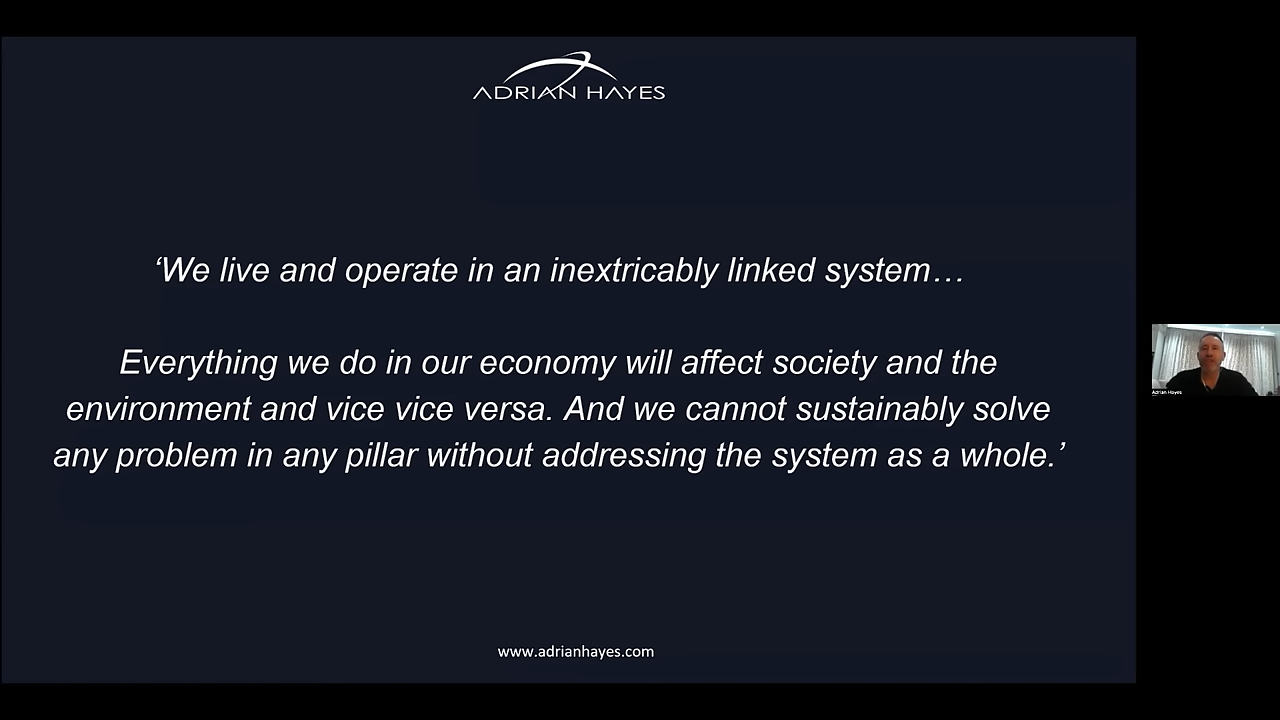 ADRIAN HAYES
‘We live and operate in an inextricably linked system…
Everything we do in our economy will affect society and the
environment and vice vice versa. And we cannot sustainably solve
any problem in any pillar without addressing the system as a whole.’
www.adrianhayes.com
Adrian Hayes